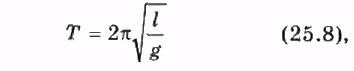 T = 2π√(l/g) (25.8),